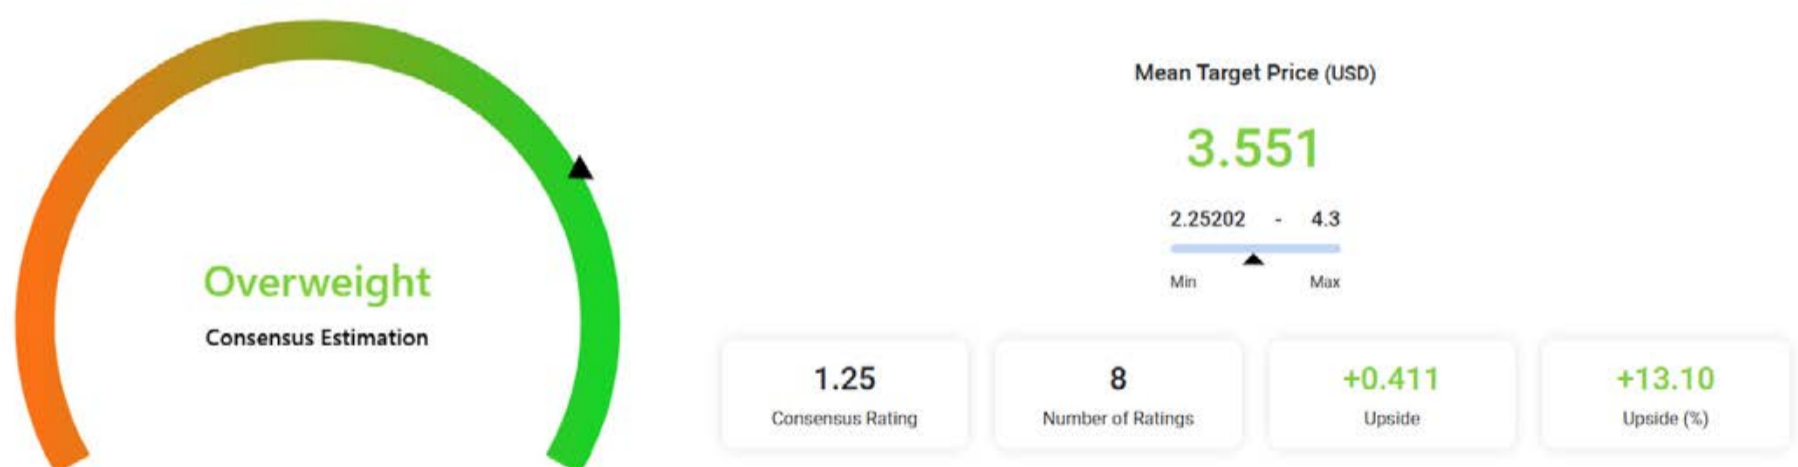 Overweight
Consensus Estimation
Mean Target Price (USD)
3.551
2.25202 - 4.3
Min Max
1.25 8 +0.411 +13.10
Consensus Rating Number of Ratings Upside Upside (%)